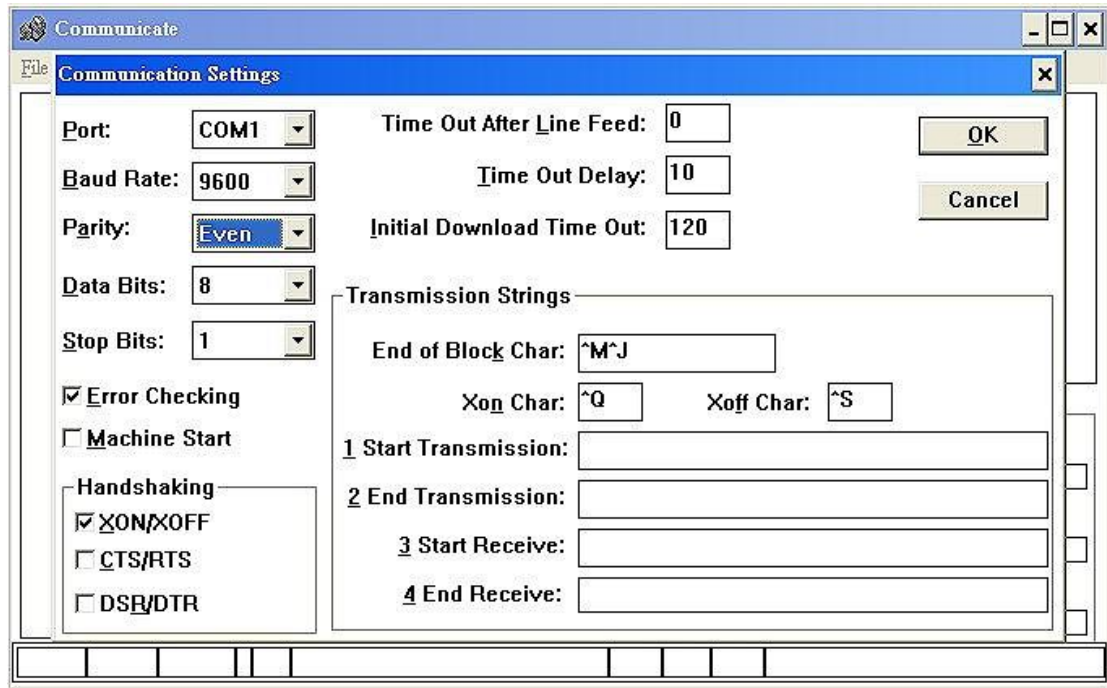 Communicate
File
Communication Settings
Port: COM1
Baud Rate: 9600
Parity: Even
Data Bits: 8
Stop Bits: 1
Error Checking
Machine Start
Handshaking
XON/XOFF
CTS/RTS
DSR/DTR
Time Out After Line Feed: 0
Time Out Delay: 10
Initial Download Time Out: 120
OK
Cancel
Transmission Strings
End of Block Char: ^M^J
Xon Char: ^Q Xoff Char: ^S
1 Start Transmission:
2 End Transmission:
3 Start Receive:
4 End Receive: